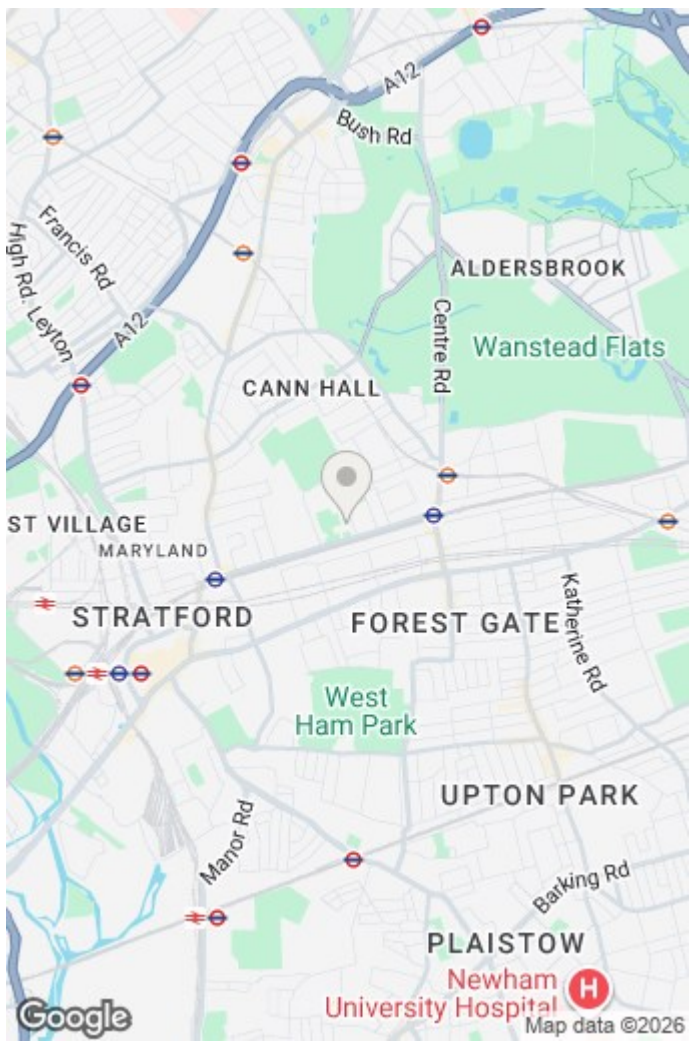 A12
Bush Rd
Francis Rd
High Rd. Leyton
A12
ALDERSBROOK
Centre Rd
Wanstead Flats
CANN HALL
ST VILLAGE
MARYLAND
STRATFORD
FOREST GATE
Katherine Rd
West
Ham Park
UPTON PARK
Manor Rd
Barking Rd
PLAISTOW
Newham
University Hospital
H
Google
Map data ©2026